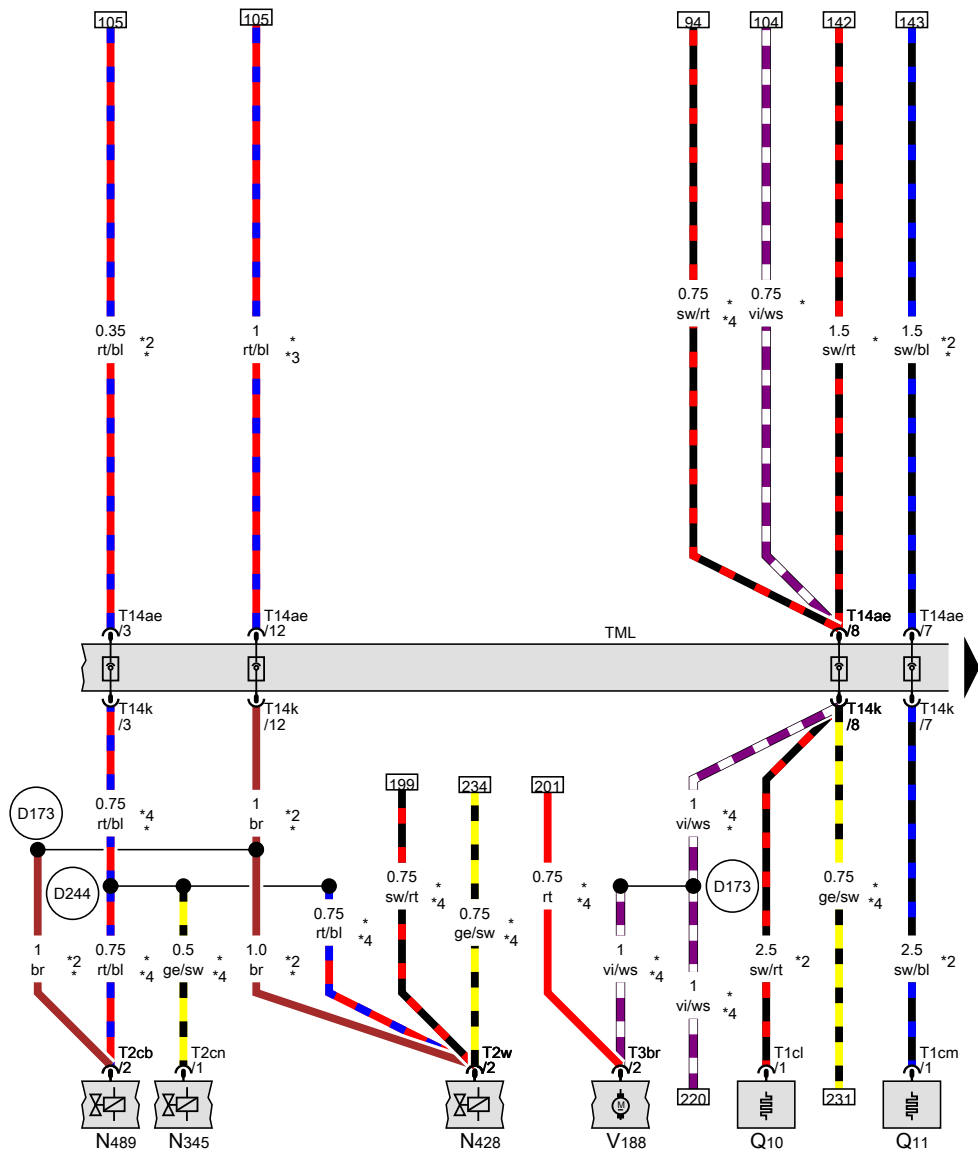 105
105
94
104
142
143
0.35
rt/bl
*2
*
1
rt/bl
*
*3
0.75
sw/rt
*
*4
0.75
vi/ws
*
1.5
sw/rt
*
1.5
sw/bl
*2
*
T14ae
/3
T14ae
/12
TML
T14ae
/8
T14ae
/7
T14k
/3
T14k
/12
T14k
/8
T14k
/7
199
234
201
D173
0.75
rt/bl
*4
*
1
br
*2
*
1
vi/ws
*4
*
D244
D173
0.75
rt/bl
*
*4
0.75
sw/rt
*
*4
0.75
ge/sw
*
*4
0.75
rt
0.75
ge/sw
*
*4
1
br
*2
*
0.75
rt/bl
*
*4
0.5
ge/sw
*
*4
1.0
br
*2
*
1
vi/ws
*
*4
1
vi/ws
*
*4
2.5
sw/rt
*2
2.5
sw/bl
*2
T2cb
/2
T2cn
/1
T2w
/2
T3br
/2
T1cl
/1
T1cm
/1
220
231
M
N489
N345
N428
V188
Q10
Q11